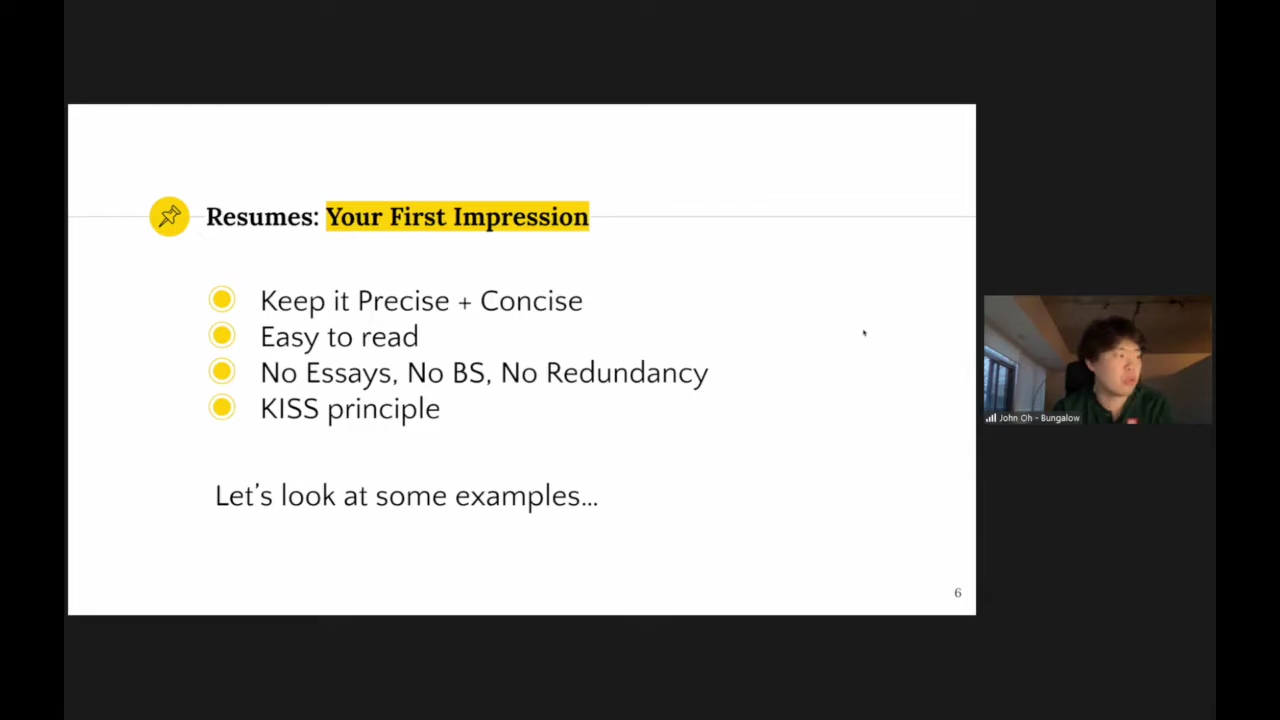 Resumes: Your First Impression
Keep it Precise + Concise
Easy to read
No Essays, No BS, No Redundancy
KISS principle
Let's look at some examples...
6
John Oh - Bungalow